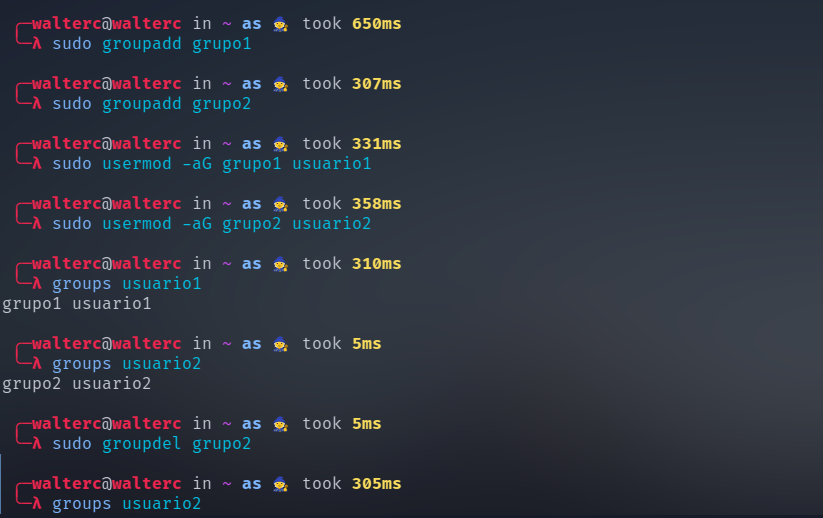 walterc@walterc in ~ as 🧙 took 650ms
λ sudo groupadd grupo1
walterc@walterc in ~ as 🧙 took 307ms
λ sudo groupadd grupo2
walterc@walterc in ~ as 🧙 took 331ms
λ sudo usermod -aG grupo1 usuario1
walterc@walterc in ~ as 🧙 took 358ms
λ sudo usermod -aG grupo2 usuario2
walterc@walterc in ~ as 🧙 took 310ms
λ groups usuario1
grupo1 usuario1
walterc@walterc in ~ as 🧙 took 5ms
λ groups usuario2
grupo2 usuario2
walterc@walterc in ~ as 🧙 took 5ms
λ sudo groupdel grupo2
walterc@walterc in ~ as 🧙 took 305ms
λ groups usuario2